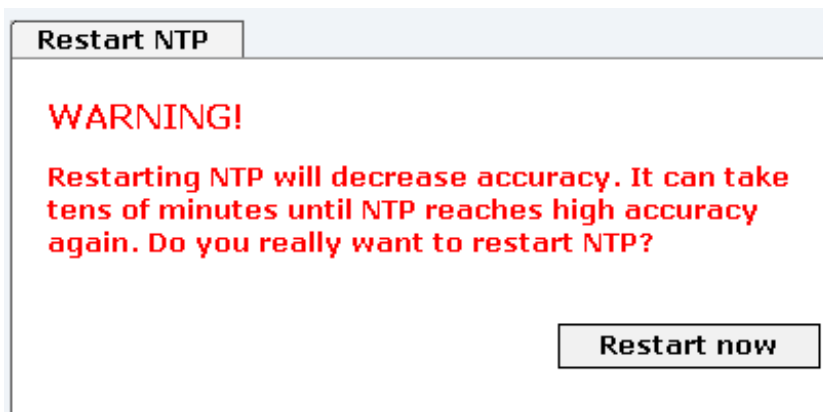 Restart NTP
WARNING!
Restarting NTP will decrease accuracy. It can take
tens of minutes until NTP reaches high accuracy
again. Do you really want to restart NTP?
Restart now